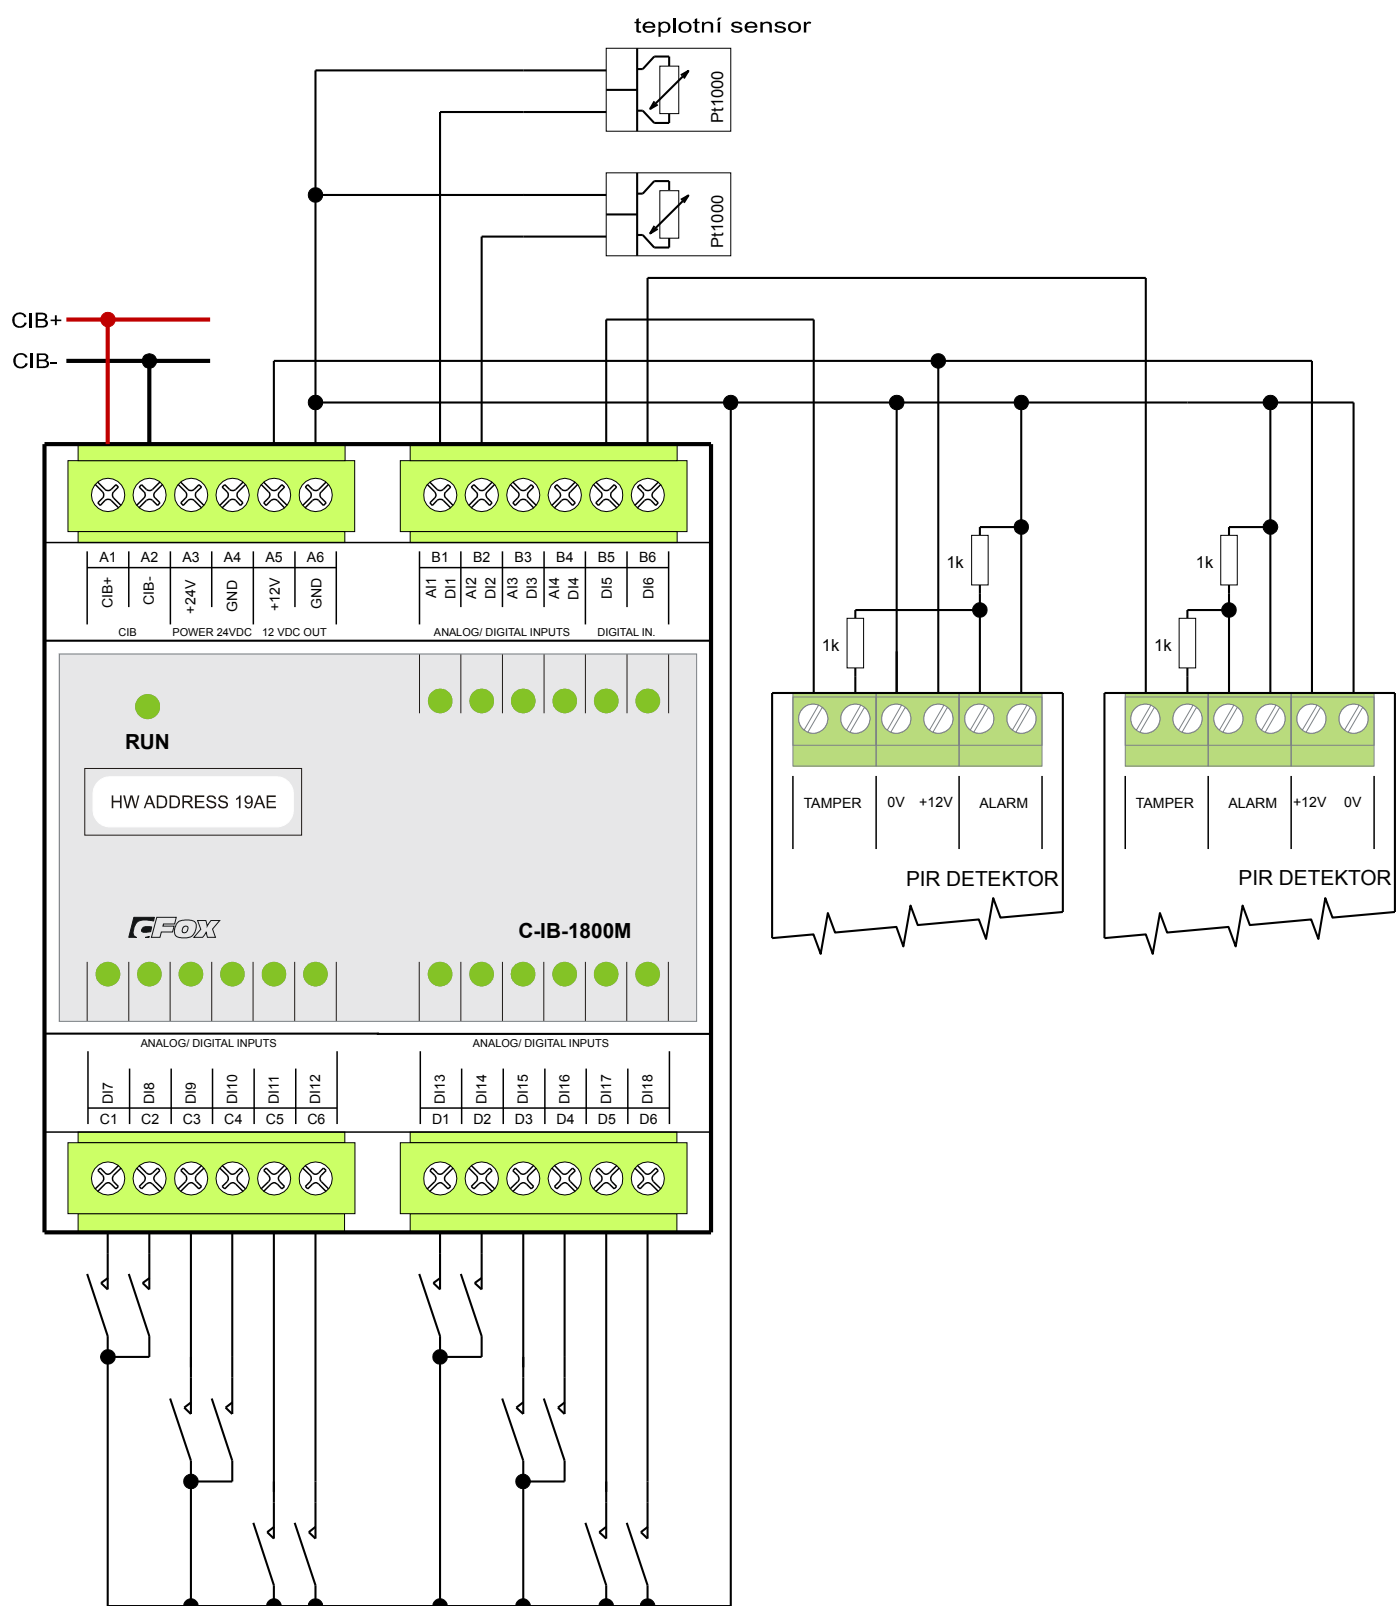 teplotní sensor
Pt1000
Pt1000
CIB+
CIB-
A1 A2 A3 A4 A5 A6
CIB+ CIB- +24V GND +12V GND
CIB POWER 24VDC 12 VDC OUT
B1 B2 B3 B4 B5 B6
AI1 DI1 AI2 DI2 AI3 DI3 AI4 DI4 DI5 DI6
ANALOG/ DIGITAL INPUTS DIGITAL IN.
1k
1k
1k
1k
RUN
HW ADDRESS 19AE
CFOX
C-IB-1800M
TAMPER 0V +12V ALARM
PIR DETEKTOR
TAMPER ALARM +12V 0V
PIR DETEKTOR
ANALOG/ DIGITAL INPUTS
DI7 DI8 DI9 DI10 DI11 DI12
C1 C2 C3 C4 C5 C6
ANALOG/ DIGITAL INPUTS
DI13 DI14 DI15 DI16 DI17 DI18
D1 D2 D3 D4 D5 D6